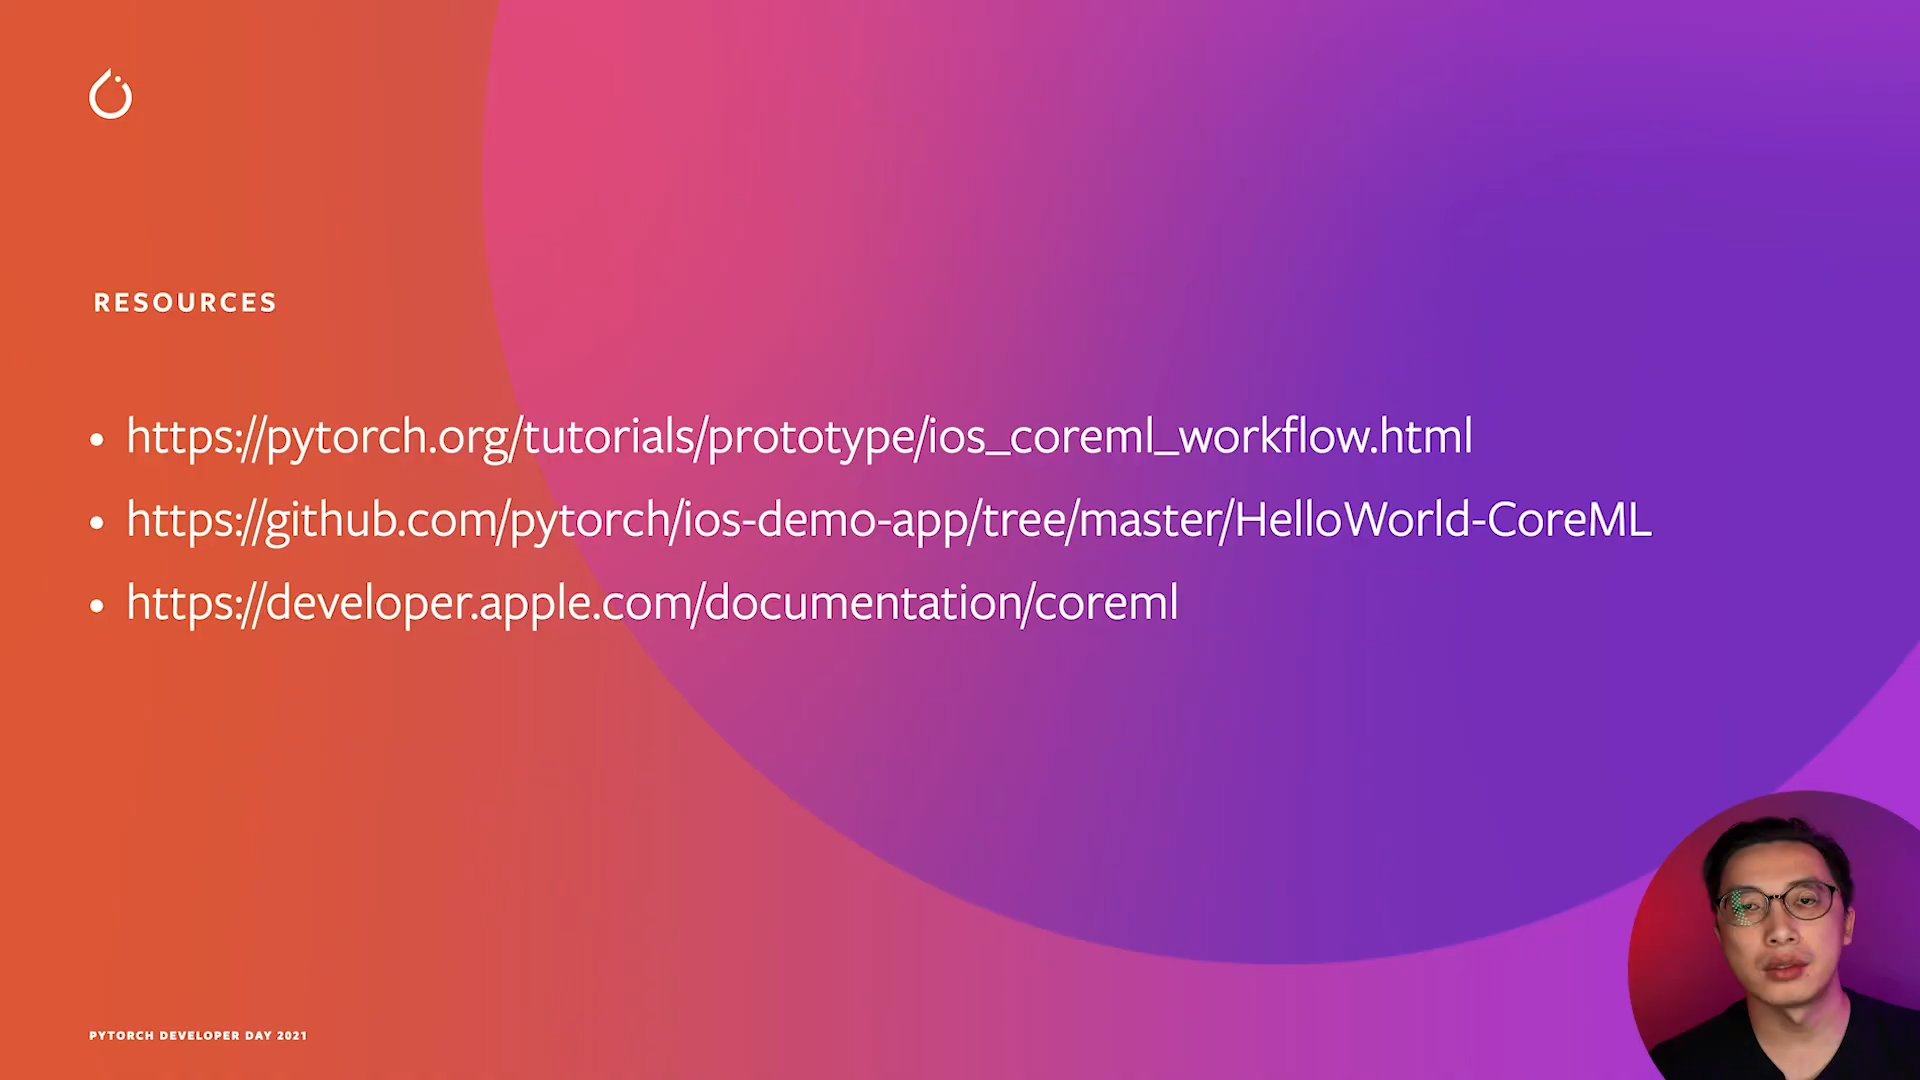 RESOURCES
• https://pytorch.org/tutorials/prototype/ios_coreml_workflow.html
• https://github.com/pytorch/ios-demo-app/tree/master/HelloWorld-CoreML
• https://developer.apple.com/documentation/coreml
PYTORCH DEVELOPER DAY 2021